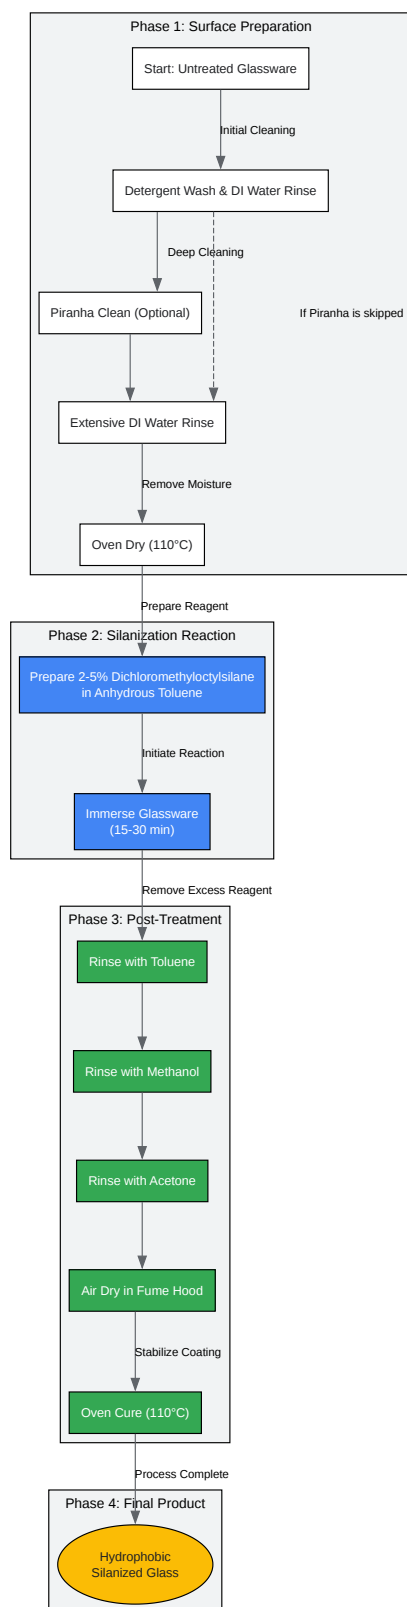 Phase 1: Surface Preparation
Start: Untreated Glassware
Initial Cleaning
Detergent Wash & DI Water Rinse
Deep Cleaning
Piranha Clean (Optional)
If Piranha is skipped
Extensive DI Water Rinse
Remove Moisture
Oven Dry (110°C)
Prepare Reagent
Phase 2: Silanization Reaction
Prepare 2-5% Dichloromethyloctylsilane
in Anhydrous Toluene
Initiate Reaction
Immerse Glassware
(15-30 min)
Remove Excess Reagent
Phase 3: Post-Treatment
Rinse with Toluene
Rinse with Methanol
Rinse with Acetone
Air Dry in Fume Hood
Stabilize Coating
Oven Cure (110°C)
Process Complete
Phase 4: Final Product
Hydrophobic
Silanized Glass